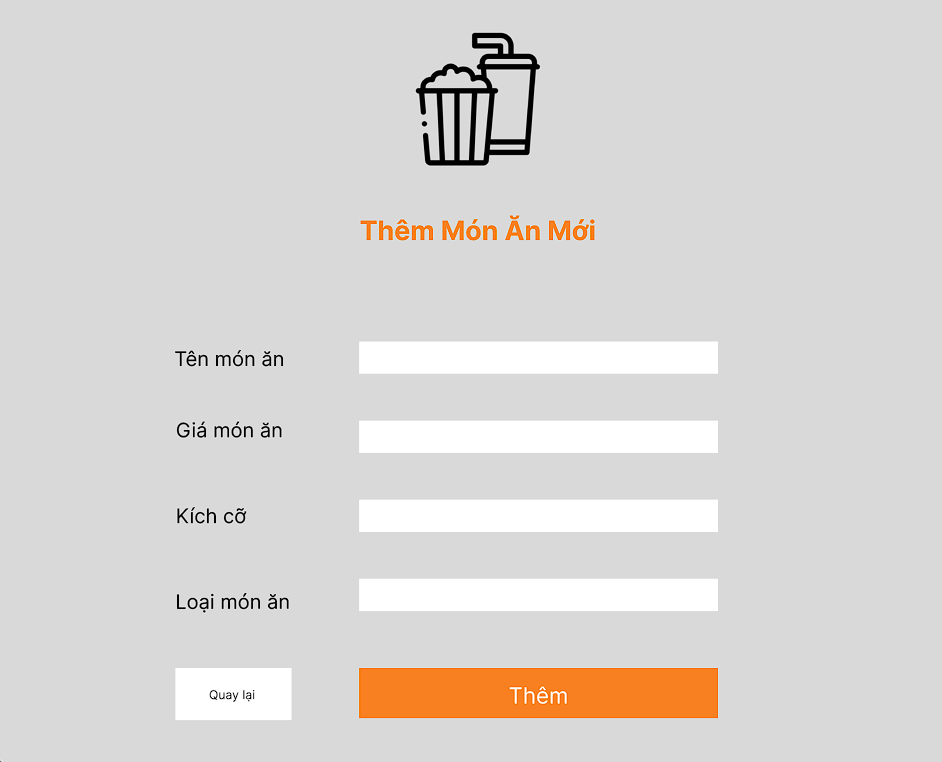 Thêm Món Ăn Mới
Tên món ăn
Giá món ăn
Kích cỡ
Loại món ăn
Quay lại
Thêm